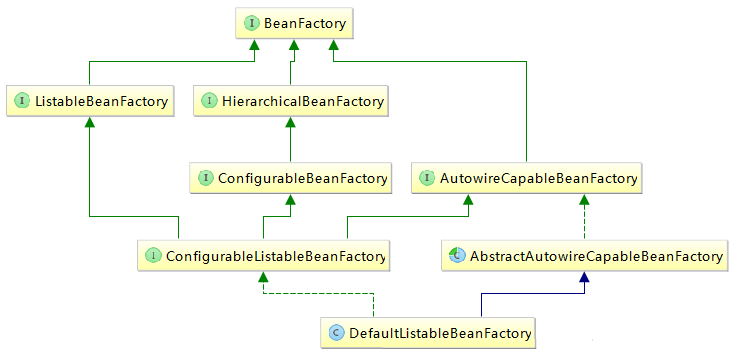 I BeanFactory
I ListableBeanFactory
I HierarchicalBeanFactory
I ConfigurableBeanFactory
I AutowireCapableBeanFactory
I ConfigurableListableBeanFactory
C AbstractAutowireCapableBeanFactory
C DefaultListableBeanFactory